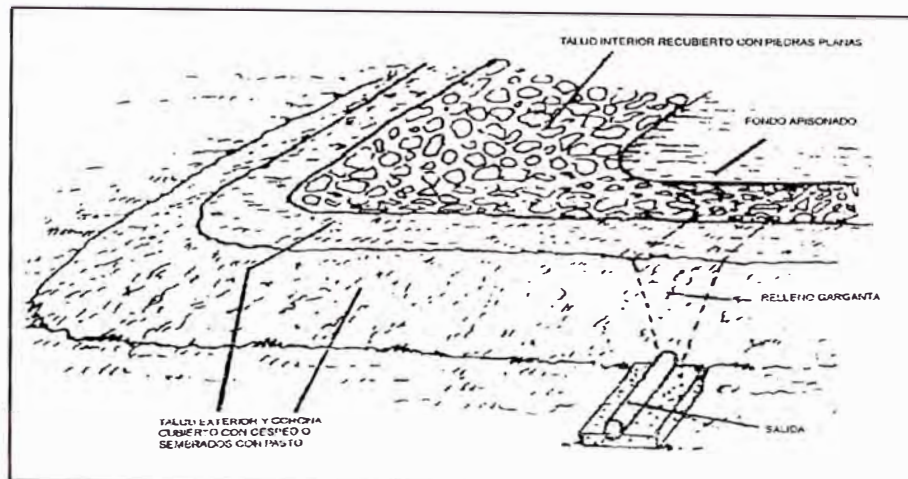 TALUD INTERIOR RECUBIERTO CON PIEDRAS PLANAS
FONDO APISONADO
RELLENO GARGANTA
TALUD EXTERIOR Y CORONA
CUBIERTO CON CESPED O
SEMBRADOS CON PASTO
SALIDA